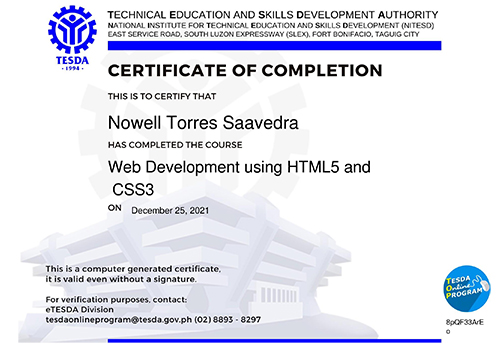 TECHNICAL EDUCATION AND SKILLS DEVELOPMENT AUTHORITY
NATIONAL INSTITUTE FOR TECHNICAL EDUCATION AND SKILLS DEVELOPMENT (NITESD)
EAST SERVICE ROAD, SOUTH LUZON EXPRESSWAY (SLEX), FORT BONIFACIO, TAGUIG CITY
TESDA
- 1994 -
CERTIFICATE OF COMPLETION
THIS IS TO CERTIFY THAT
Nowell Torres Saavedra
HAS COMPLETED THE COURSE
Web Development using HTML5 and
CSS3
ON December 25, 2021
This is a computer generated certificate,
it is valid even without a signature.
For verification purposes, contact:
eTESDA Division
tesdaonlineprogram@tesda.gov.ph (02) 8893 - 8297
TESDA
Online
PROGRAM
8pQF33ArE
o